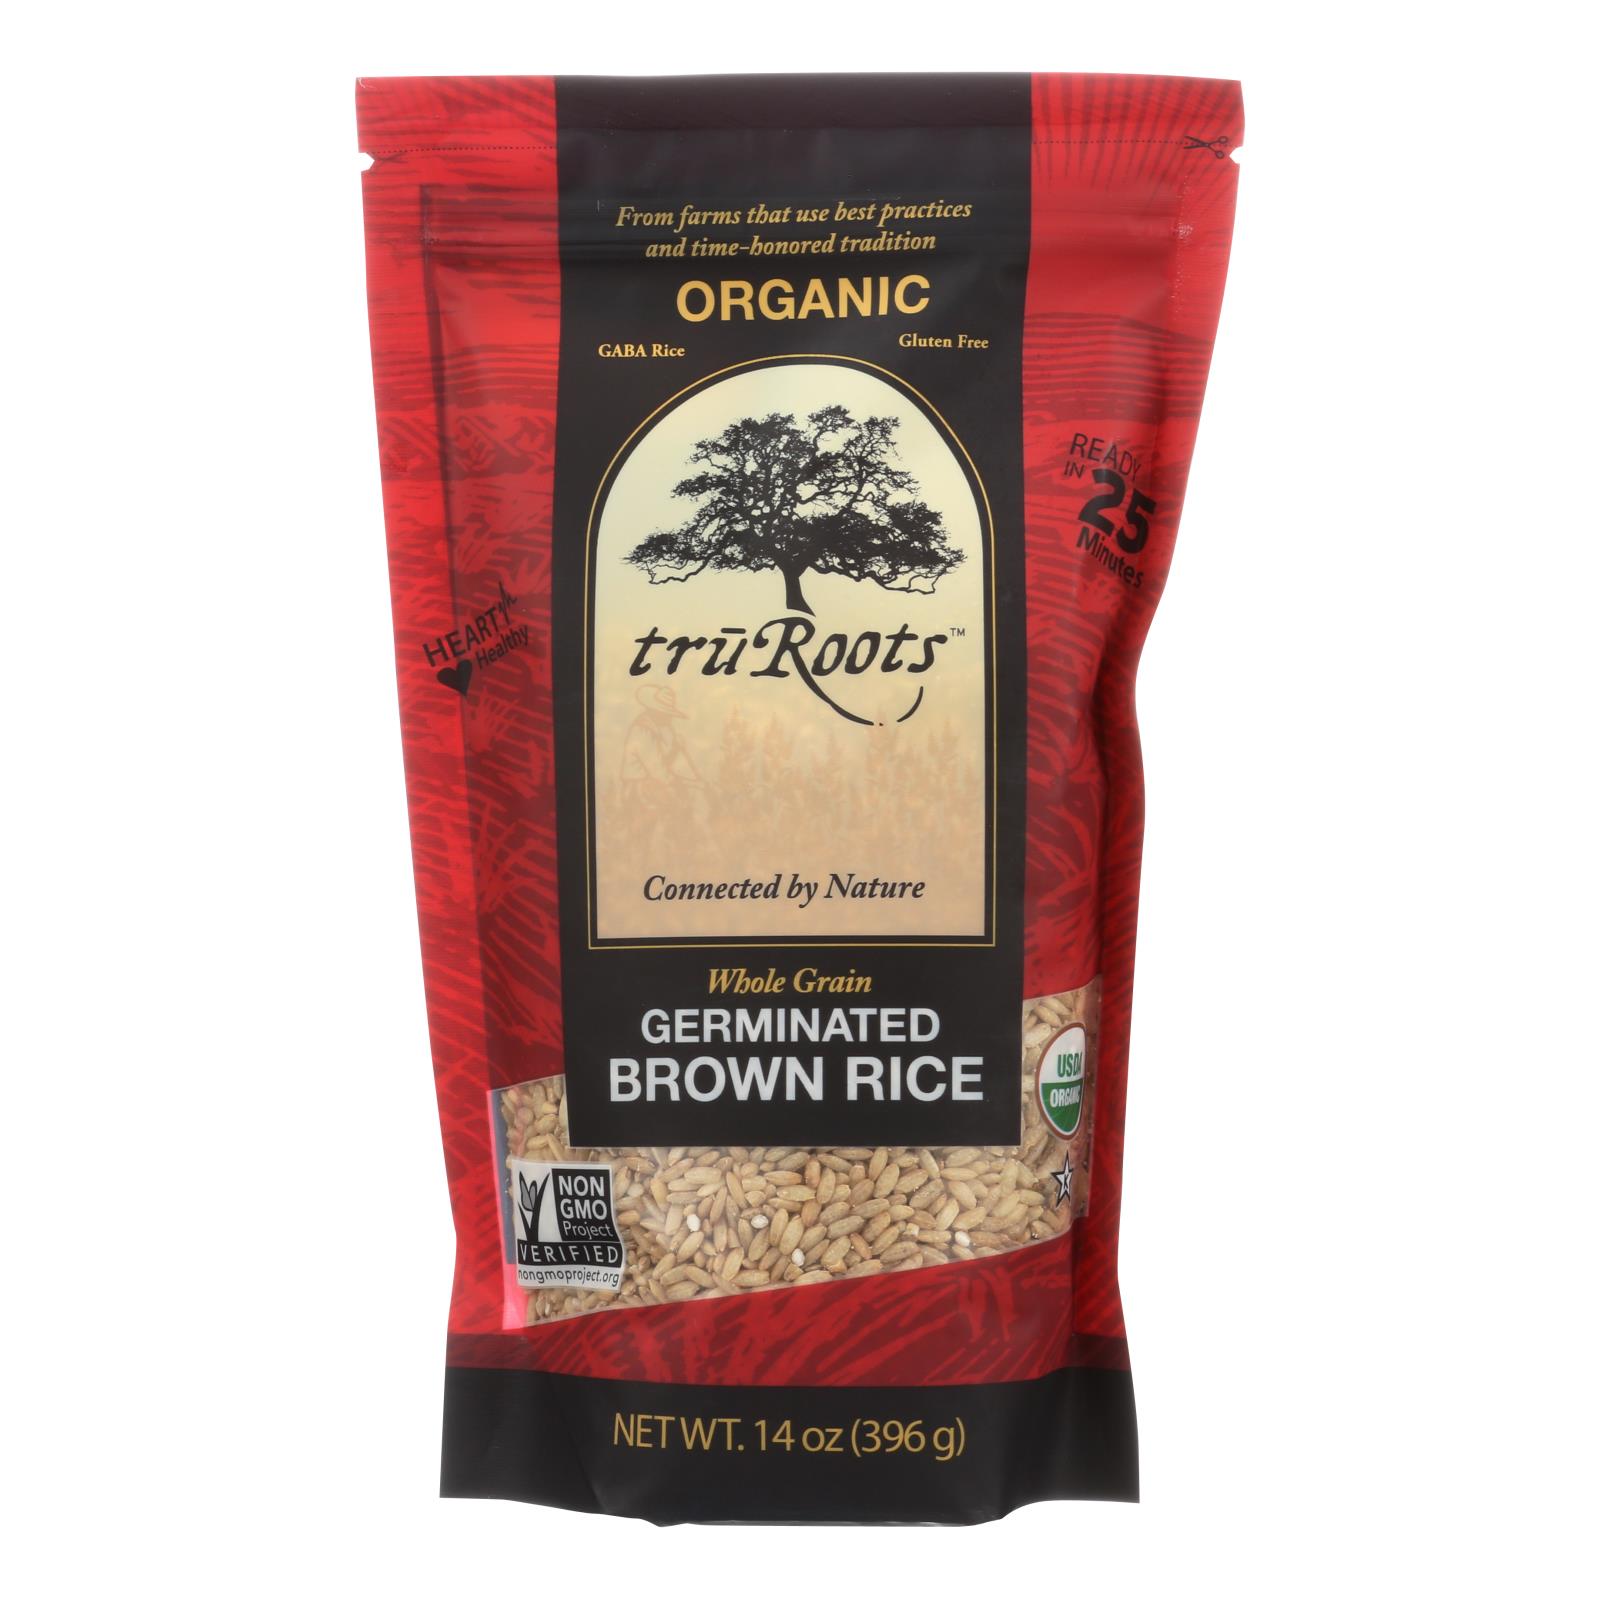 From farms that use best practices
and time-honored tradition
ORGANIC
GABA Rice
Gluten Free
READY
IN 25
Minutes
HEART
Healthy
trūRoots™
Connected by Nature
Whole Grain
GERMINATED
BROWN RICE
USDA
ORGANIC
K
NON
GMO
Project
VERIFIED
nongmoproject.org
NET WT. 14 oz (396 g)